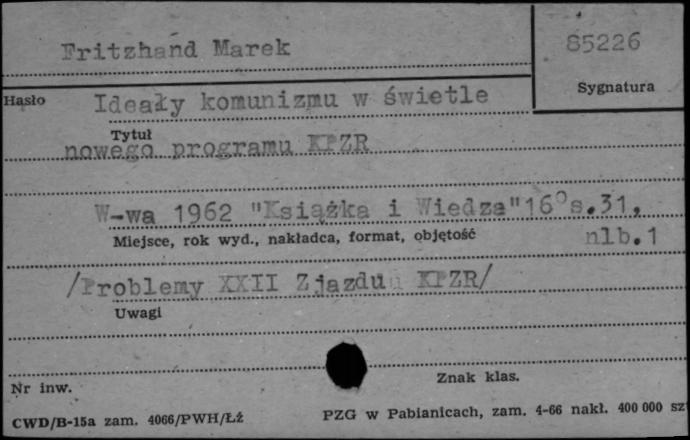 Fritzhand Marek
85226
Sygnatura
Hasło Ideały komunizmu w świetle
Tytuł
nowego programu KPZR
W-wa 1962 "Książka i Wiedza" 16° s.31,
Miejsce, rok wyd., nakładca, format, objętość
nlb.1
/Problemy XXII Zjazdu KPZR/
Uwagi
Nr inw.
Znak klas.
CWD/B-15a zam. 4066/PWH/Łź
PZG w Pabianicach, zam. 4-66 nakł. 400 000 sz